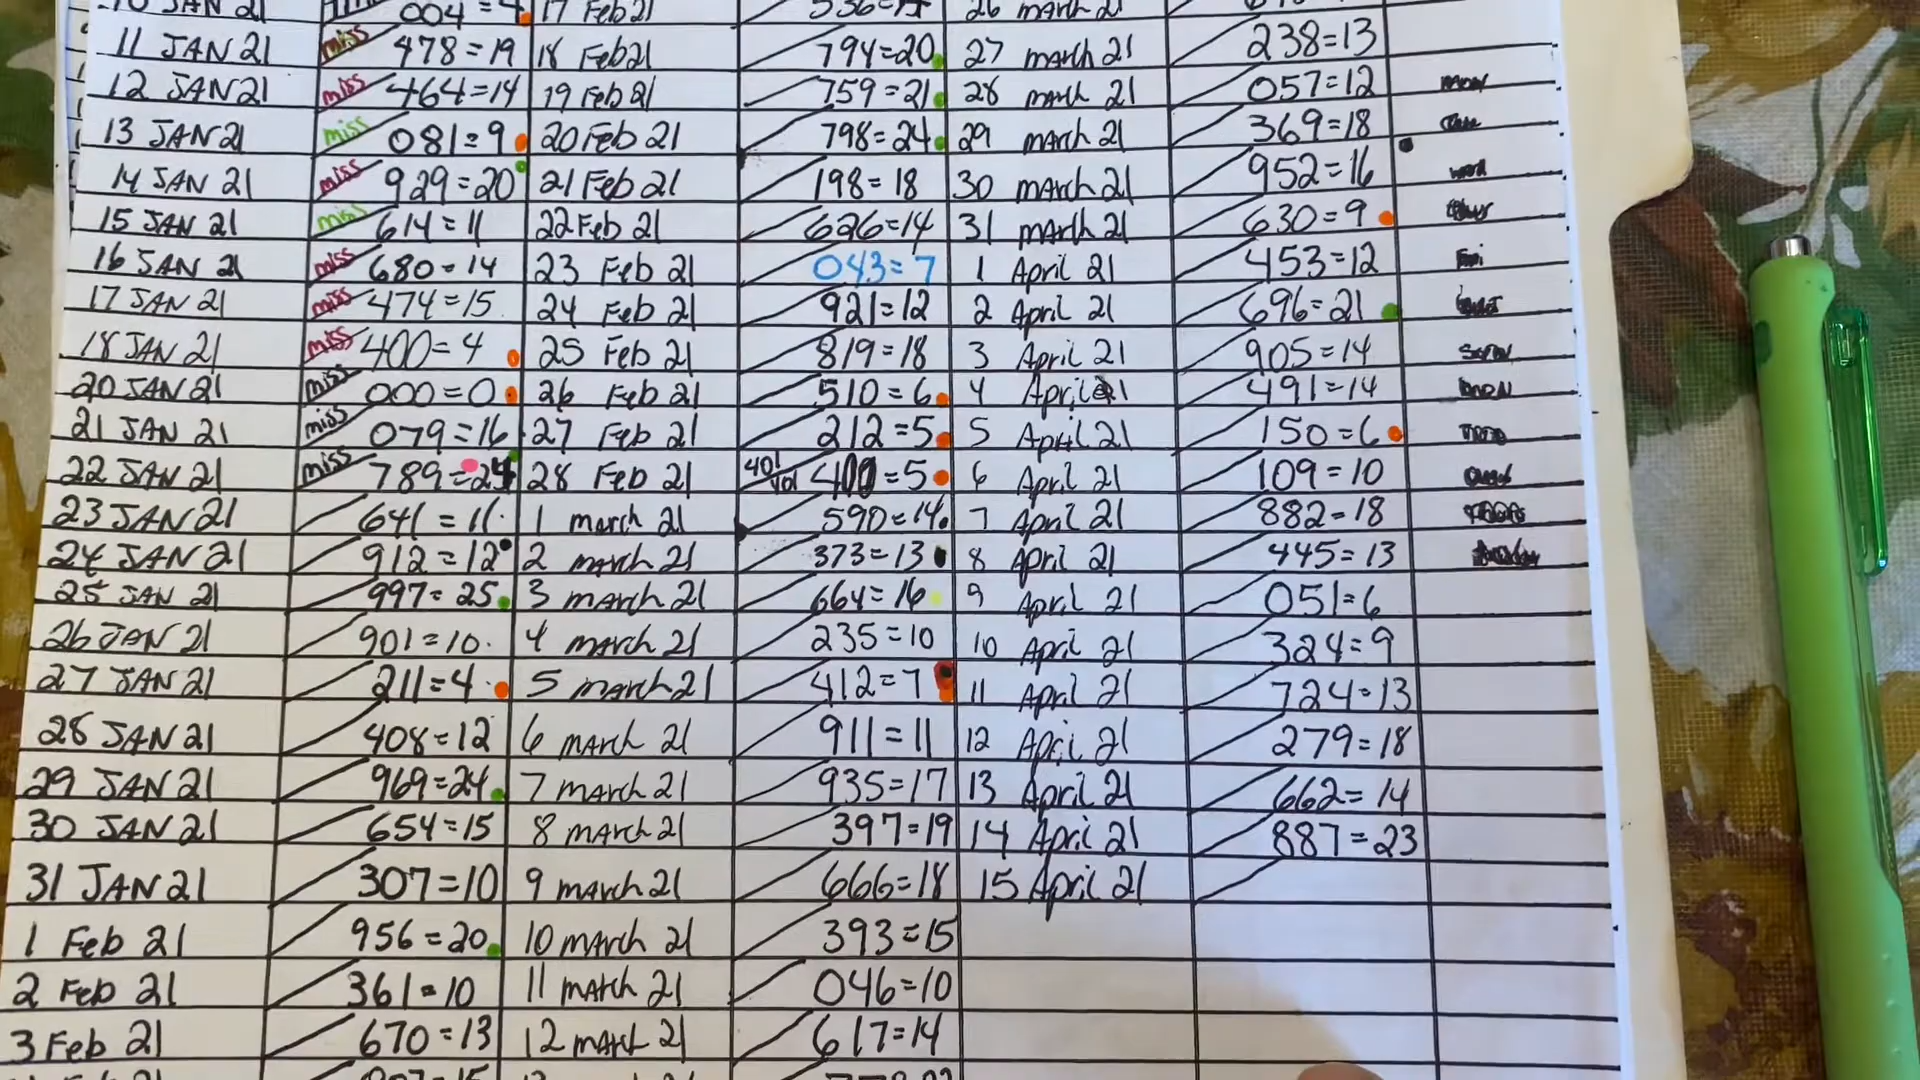 10 JAN 21 004=4 17 Feb 21 536=14 26 march 21
11 JAN 21 miss 478=19 18 Feb 21 794=20 27 march 21 238=13
12 JAN 21 miss 464=14 19 Feb 21 759=21 28 march 21 057=12
13 JAN 21 miss 081=9 20 Feb 21 798=24 29 march 21 369=18
14 JAN 21 miss 929=20 21 Feb 21 198=18 30 march 21 952=16
15 JAN 21 miss 614=11 22 Feb 21 626=14 31 march 21 630=9
16 JAN 21 miss 680=14 23 Feb 21 043=7 1 April 21 453=12
17 JAN 21 miss 474=15 24 Feb 21 921=12 2 April 21 696=21
18 JAN 21 miss 400=4 25 Feb 21 819=18 3 April 21 905=14
20 JAN 21 miss 000=0 26 Feb 21 510=6 4 April 21 491=14
21 JAN 21 miss 079=16 27 Feb 21 212=5 5 April 21 150=6
22 JAN 21 miss 789=24 28 Feb 21 401 =5 6 April 21 109=10
23 JAN 21 641=11 1 march 21 590=14 7 April 21 882=18
24 JAN 21 912=12 2 march 21 373=13 8 April 21 445=13
25 JAN 21 997=25 3 march 21 664=16 9 April 21 051=6
26 JAN 21 901=10 4 march 21 235=10 10 April 21 324=9
27 JAN 21 211=4 5 march 21 412=7 11 April 21 724=13
28 JAN 21 408=12 6 march 21 911=11 12 April 21 279=18
29 JAN 21 969=24 7 march 21 935=17 13 April 21 662=14
30 JAN 21 654=15 8 march 21 397=19 14 April 21 887=23
31 JAN 21 307=10 9 march 21 666=18 15 April 21
1 Feb 21 956=20 10 march 21 393=15
2 Feb 21 361=10 11 march 21 046=10
3 Feb 21 670=13 12 march 21 617=14